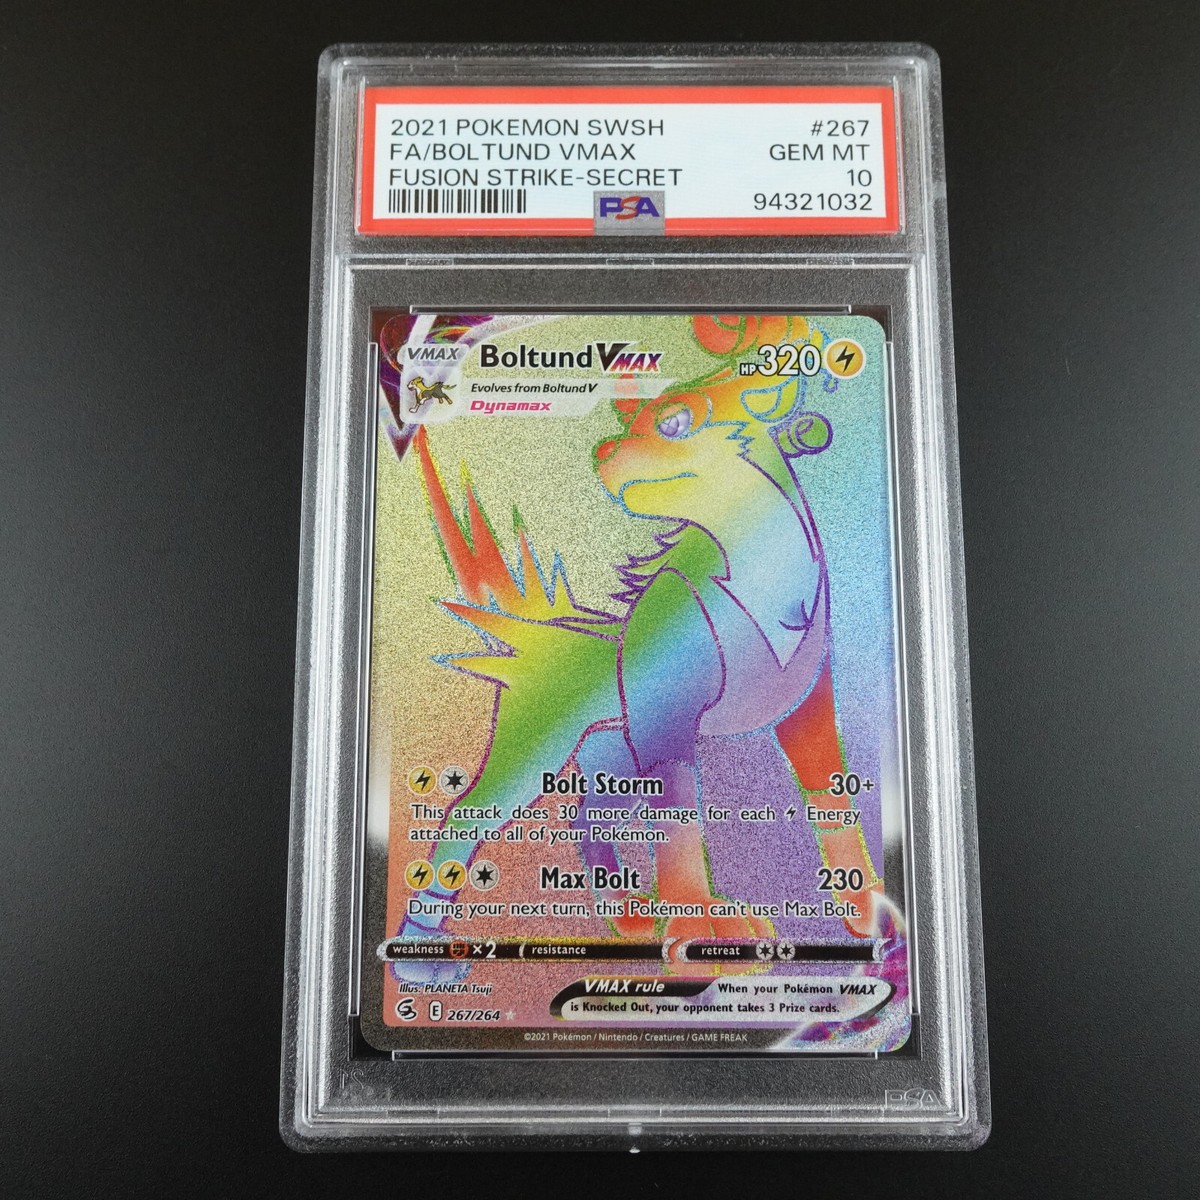 2021 POKEMON SWSH #267
FA/BOLTUND VMAX GEM MT
FUSION STRIKE-SECRET 10
PSA 94321032
VMAX Boltund VMAX HP 320
Evolves from Boltund V
Dynamax
Bolt Storm 30+
This attack does 30 more damage for each Energy
attached to all of your Pokémon.
Max Bolt 230
During your next turn, this Pokémon can't use Max Bolt.
weakness ×2 resistance retreat
Illus. PLANETA Tsuji
VMAX rule When your Pokémon VMAX
is Knocked Out, your opponent takes 3 Prize cards.
E 267/264
©2021 Pokémon / Nintendo / Creatures / GAME FREAK
PSA